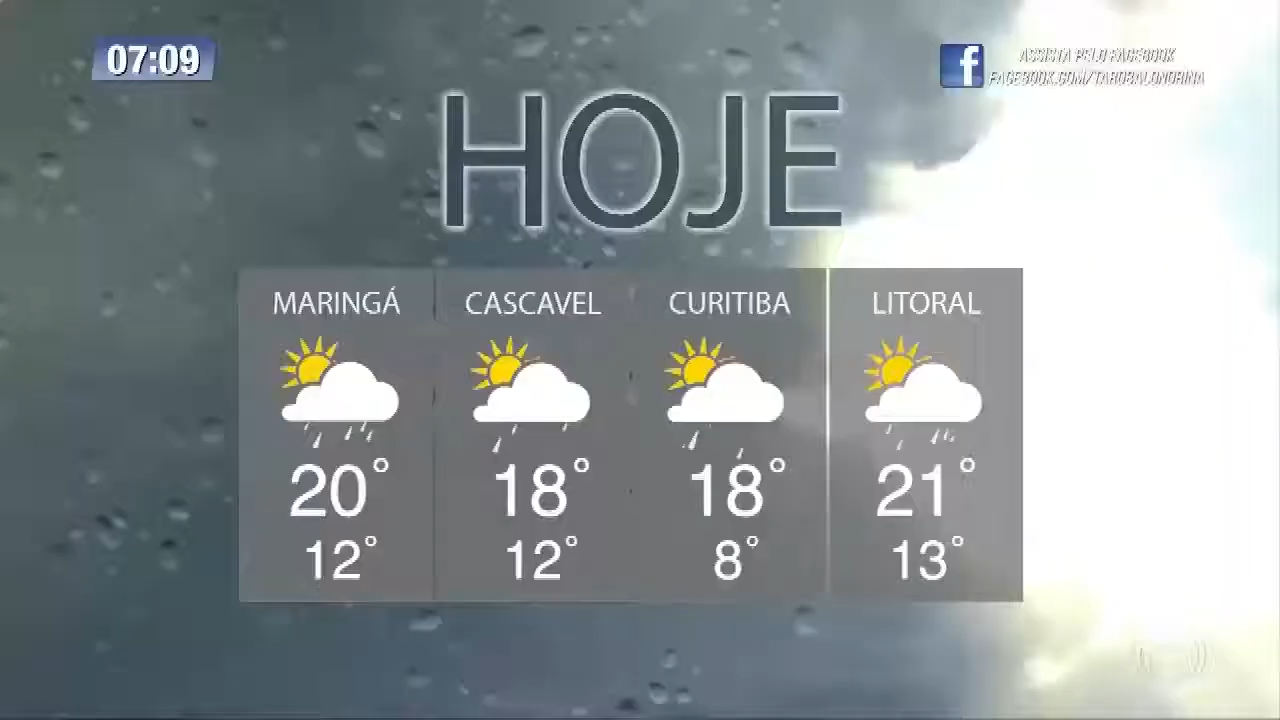 07:09
f
ASSISTA PELO FACEBOOK
FACEBOOK.COM/TAROBALONDRINA
HOJE
MARINGÁ
CASCAVEL
CURITIBA
LITORAL
20° 18° 18° 21°
12° 12° 8° 13°